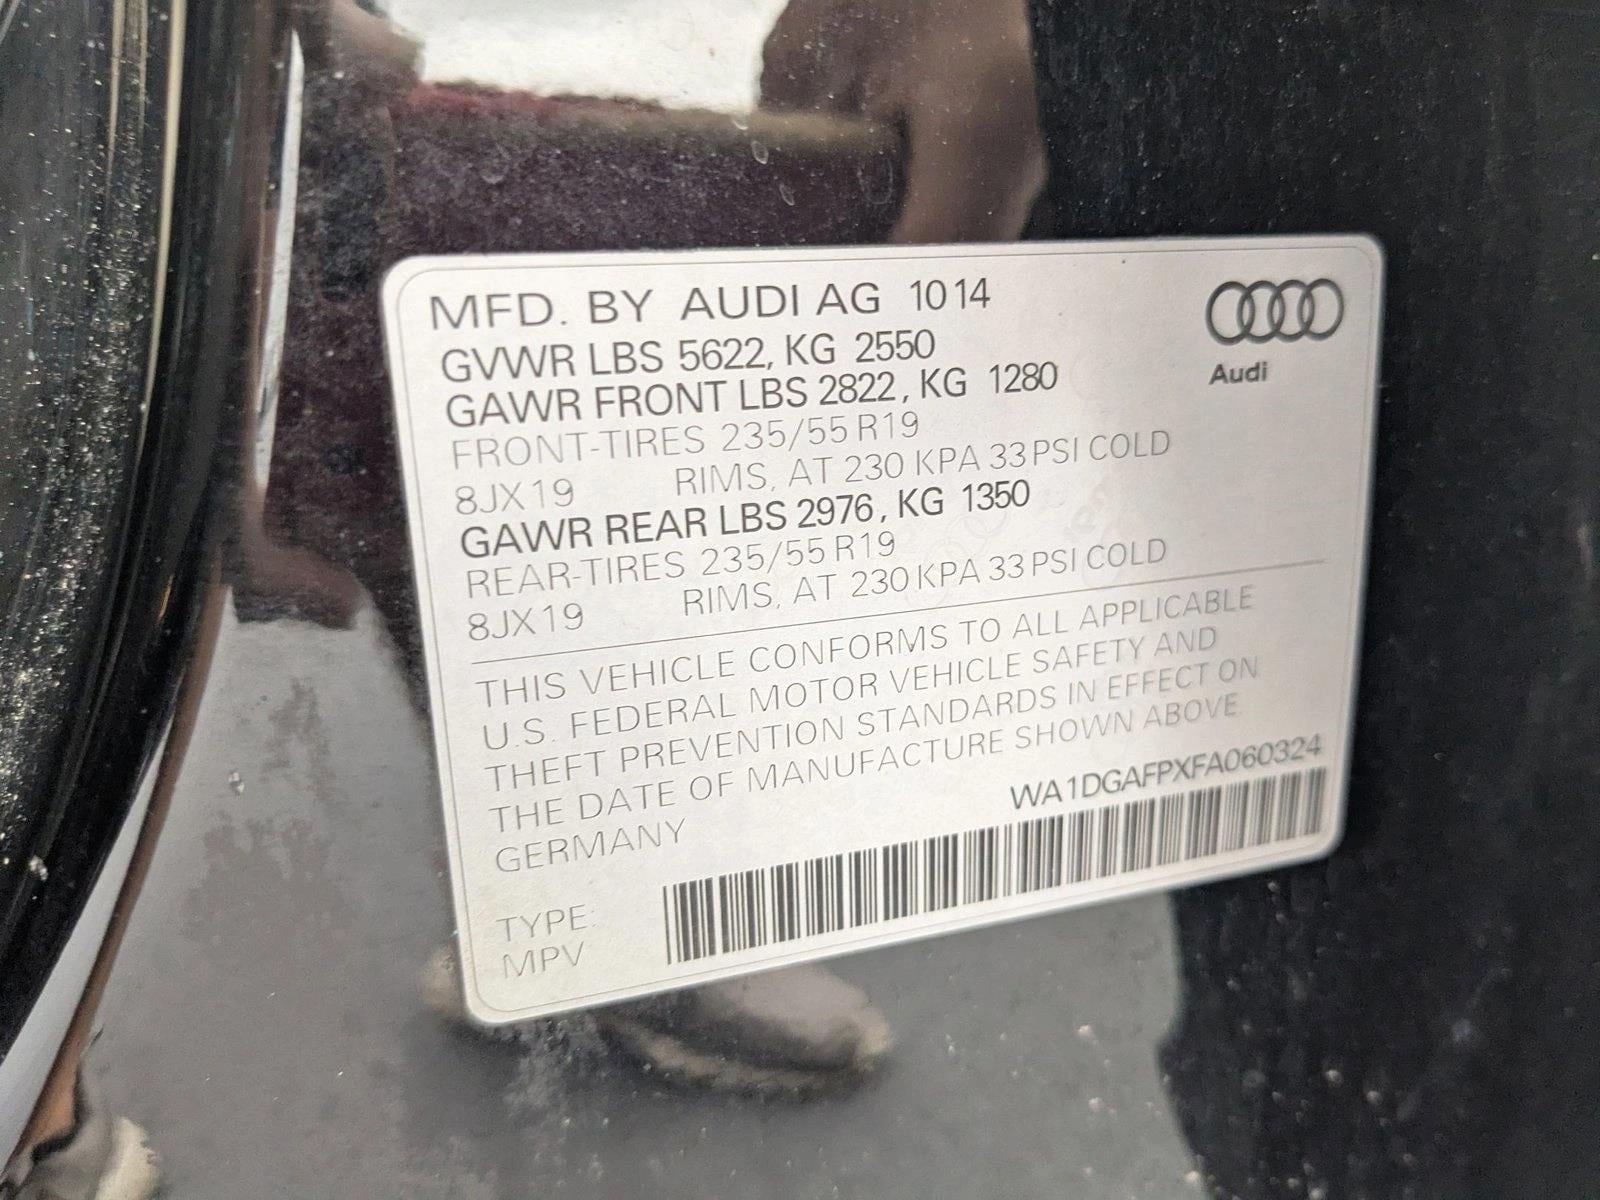 MFD. BY AUDI AG 1014
Audi
GVWR LBS 5622, KG 2550
GAWR FRONT LBS 2822, KG 1280
FRONT-TIRES 235/55 R19
8JX19 RIMS, AT 230 KPA 33 PSI COLD
GAWR REAR LBS 2976, KG 1350
REAR-TIRES 235/55 R19
8JX19 RIMS, AT 230 KPA 33 PSI COLD
THIS VEHICLE CONFORMS TO ALL APPLICABLE
U.S. FEDERAL MOTOR VEHICLE SAFETY AND
THEFT PREVENTION STANDARDS IN EFFECT ON
THE DATE OF MANUFACTURE SHOWN ABOVE.
GERMANY
WA1DGAFPXFA060324
TYPE:
MPV